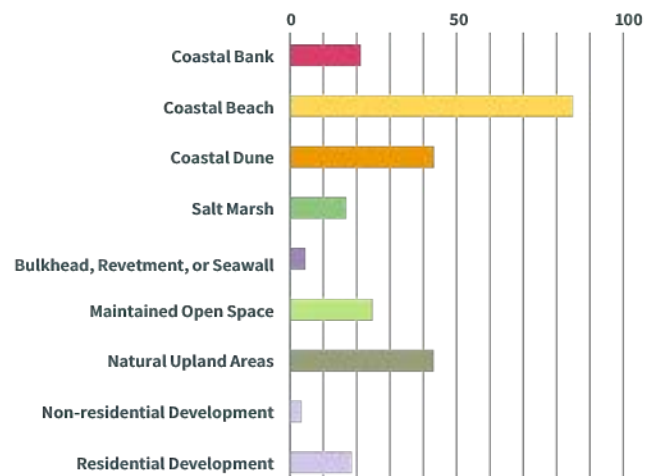 0 50 100
Coastal Bank
Coastal Beach
Coastal Dune
Salt Marsh
Bulkhead, Revetment, or Seawall
Maintained Open Space
Natural Upland Areas
Non-residential Development
Residential Development